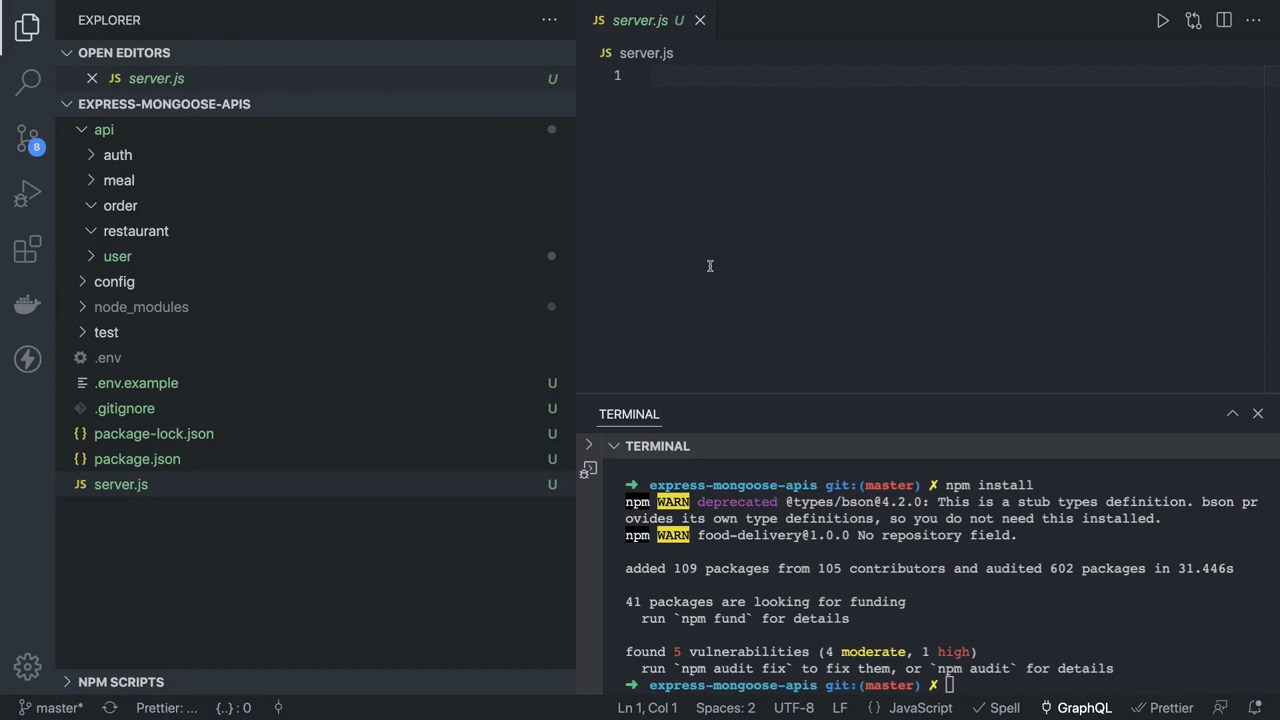 EXPLORER
OPEN EDITORS
JS server.js U
EXPRESS-MONGOOSE-APIS
api
auth
meal
order
restaurant
user
config
node_modules
test
.env
.env.example U
.gitignore U
{} package-lock.json U
{} package.json U
JS server.js U
NPM SCRIPTS
8
JS server.js U
JS server.js
1
TERMINAL
TERMINAL
➜ express-mongoose-apis git:(master) ✗ npm install
npm WARN deprecated @types/bson@4.2.0: This is a stub types definition. bson pr
ovides its own type definitions, so you do not need this installed.
npm WARN food-delivery@1.0.0 No repository field.
added 109 packages from 105 contributors and audited 602 packages in 31.446s
41 packages are looking for funding
run `npm fund` for details
found 5 vulnerabilities (4 moderate, 1 high)
run `npm audit fix` to fix them, or `npm audit` for details
➜ express-mongoose-apis git:(master) ✗
master* Prettier: ... {..} : 0 Ln 1, Col 1 Spaces: 2 UTF-8 LF {} JavaScript Spell GraphQL Prettier